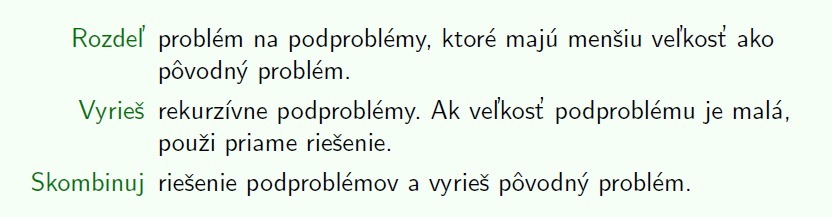 Rozdeľ problém na podproblémy, ktoré majú menšiu veľkosť ako
pôvodný problém.
Vyrieš rekurzívne podproblémy. Ak veľkosť podproblému je malá,
použi priame riešenie.
Skombinuj riešenie podproblémov a vyrieš pôvodný problém.